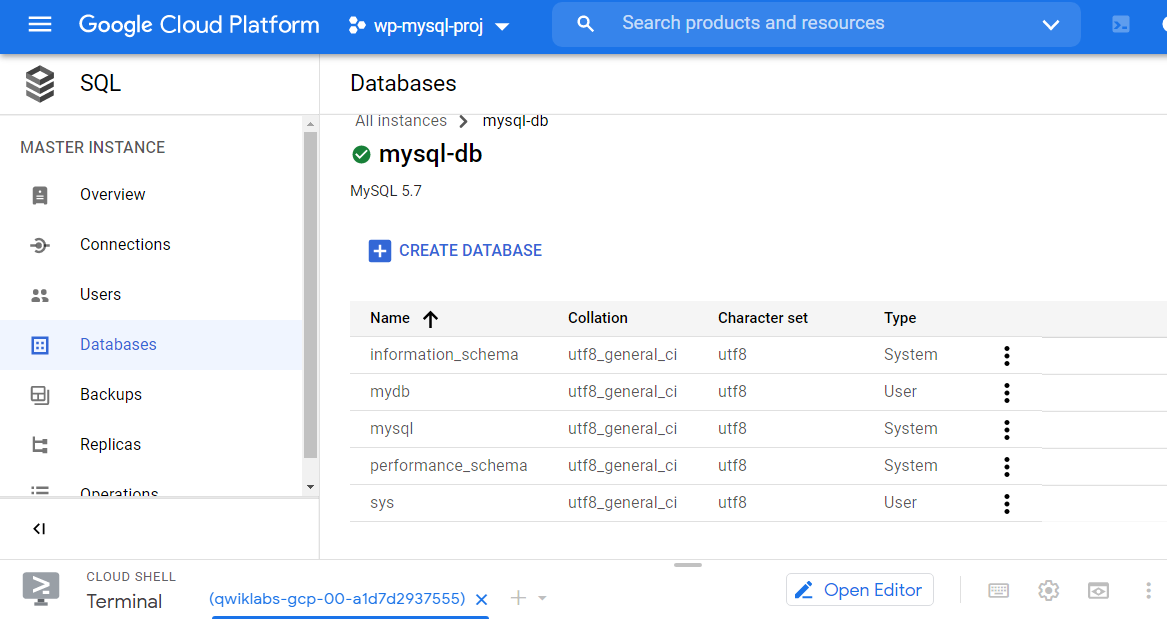 Google Cloud Platform wp-mysql-proj Search products and resources
SQL
Databases
MASTER INSTANCE
Overview
Connections
Users
Databases
Backups
Replicas
Operations
All instances mysql-db
mysql-db
MySQL 5.7
CREATE DATABASE
Name Collation Character set Type
information_schema utf8_general_ci utf8 System
mydb utf8_general_ci utf8 User
mysql utf8_general_ci utf8 System
performance_schema utf8_general_ci utf8 System
sys utf8_general_ci utf8 User
CLOUD SHELL
Terminal
(qwiklabs-gcp-00-a1d7d2937555)
Open Editor